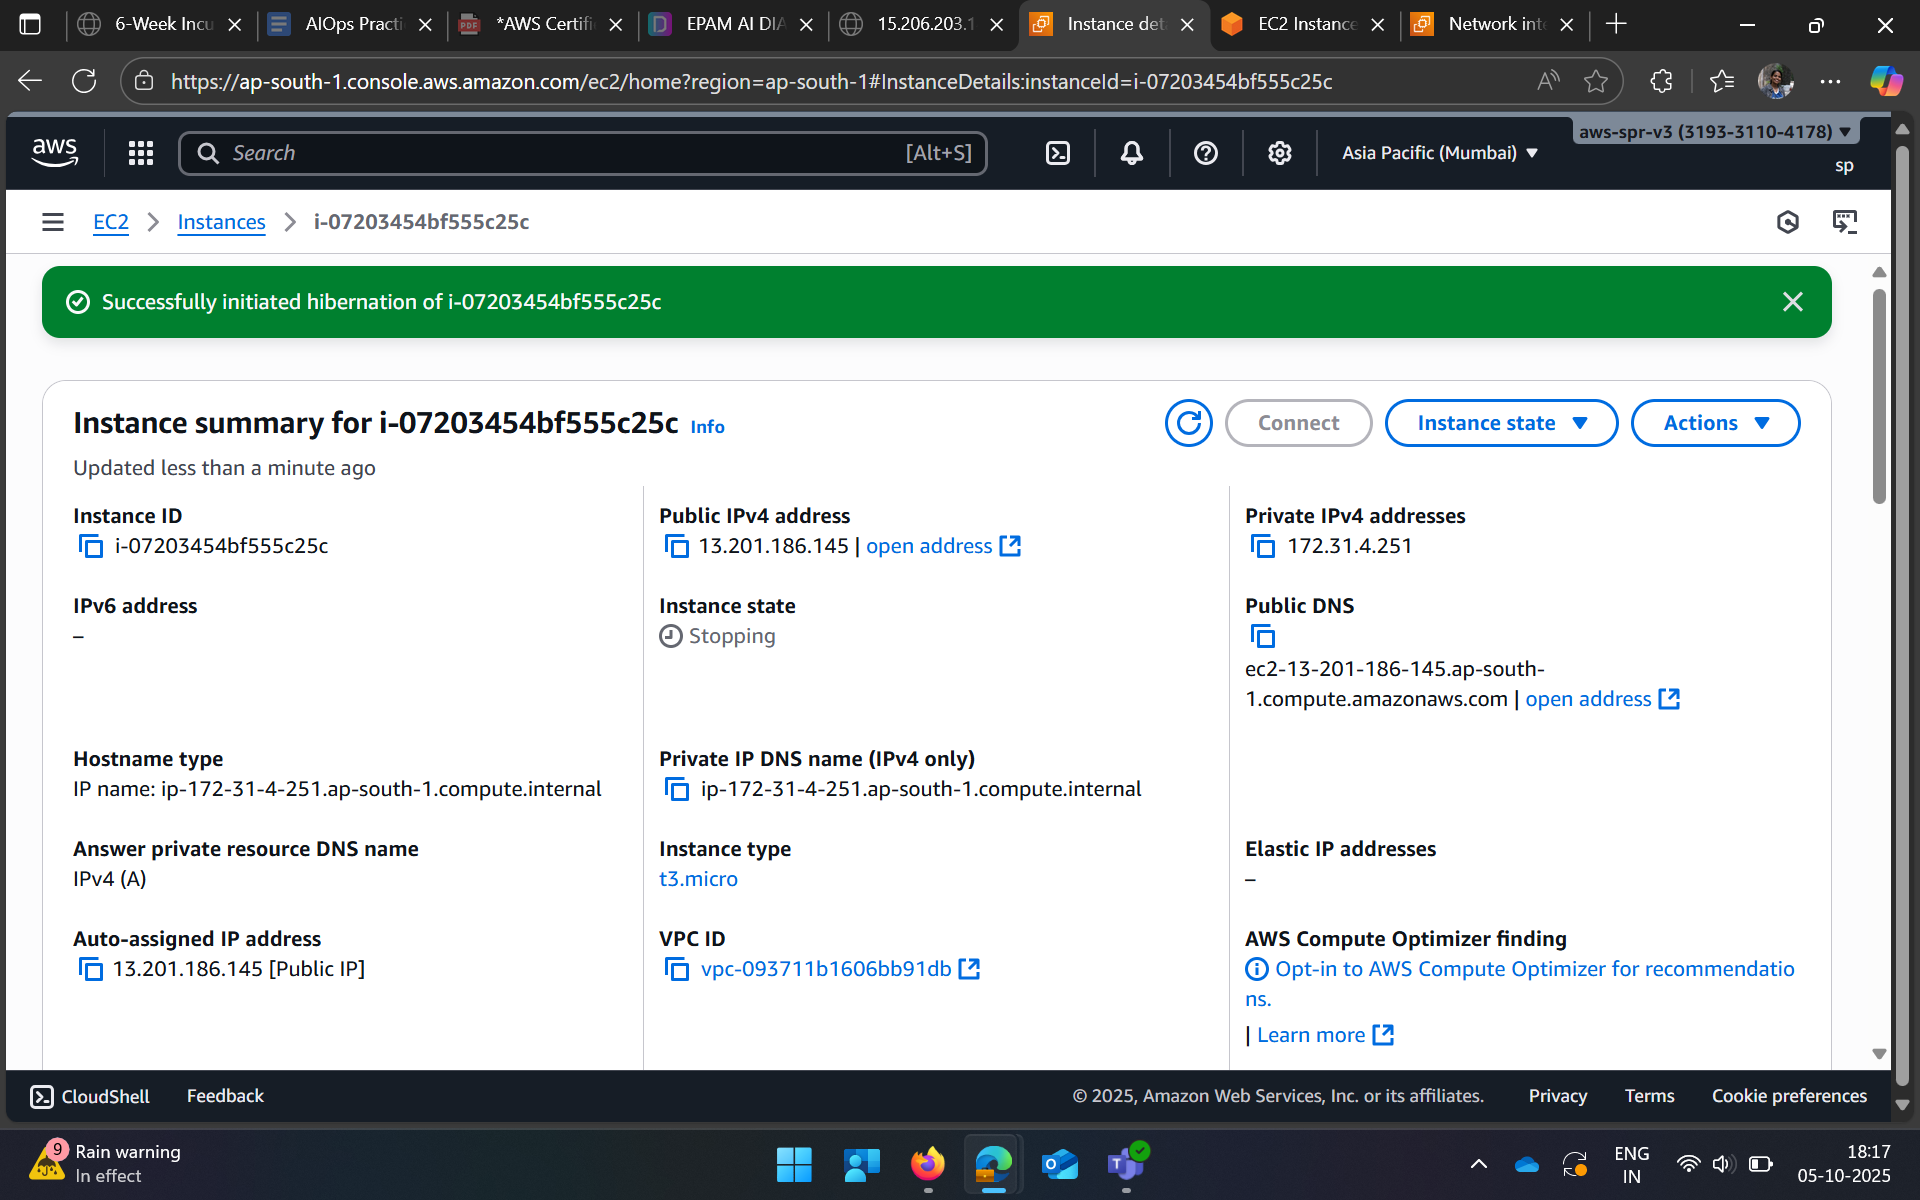 6-Week Incu
AIOps Practi
*AWS Certifi
EPAM AI DIA
15.206.203.1
Instance det
EC2 Instance
Network inte
https://ap-south-1.console.aws.amazon.com/ec2/home?region=ap-south-1#InstanceDetails:instanceId=i-07203454bf555c25c
aws
Search
[Alt+S]
Asia Pacific (Mumbai)
aws-spr-v3 (3193-3110-4178)
sp
EC2
Instances
i-07203454bf555c25c
Successfully initiated hibernation of i-07203454bf555c25c
Instance summary for i-07203454bf555c25c Info
Connect
Instance state
Actions
Updated less than a minute ago
Instance ID
i-07203454bf555c25c
Public IPv4 address
13.201.186.145 | open address
Private IPv4 addresses
172.31.4.251
IPv6 address
–
Instance state
Stopping
Public DNS
ec2-13-201-186-145.ap-south-
1.compute.amazonaws.com | open address
Hostname type
IP name: ip-172-31-4-251.ap-south-1.compute.internal
Private IP DNS name (IPv4 only)
ip-172-31-4-251.ap-south-1.compute.internal
Answer private resource DNS name
IPv4 (A)
Instance type
t3.micro
Elastic IP addresses
–
Auto-assigned IP address
13.201.186.145 [Public IP]
VPC ID
vpc-093711b1606bb91db
AWS Compute Optimizer finding
Opt-in to AWS Compute Optimizer for recommendatio
ns.
| Learn more
CloudShell
Feedback
© 2025, Amazon Web Services, Inc. or its affiliates.
Privacy
Terms
Cookie preferences
9
Rain warning
In effect
ENG
IN
18:17
05-10-2025